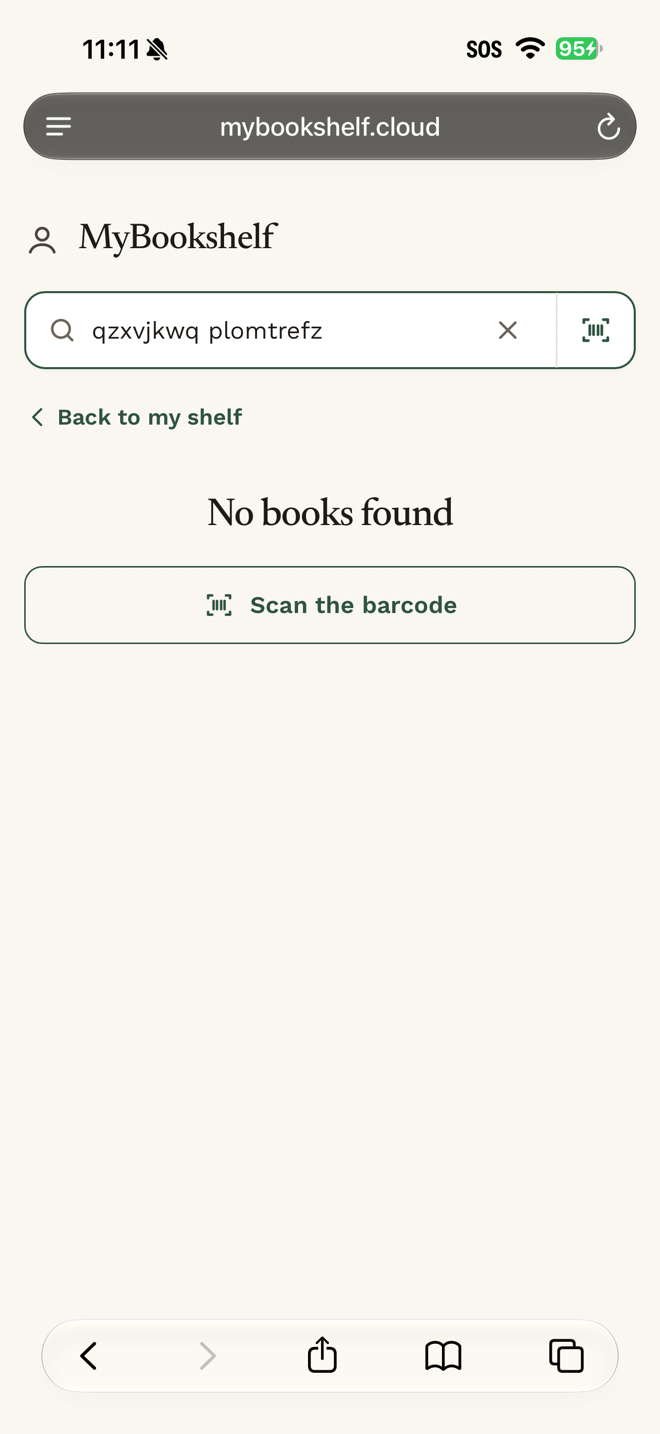 11:11 SOS 95
mybookshelf.cloud
MyBookshelf
qzxvjkwq plomtrefz
Back to my shelf
No books found
Scan the barcode